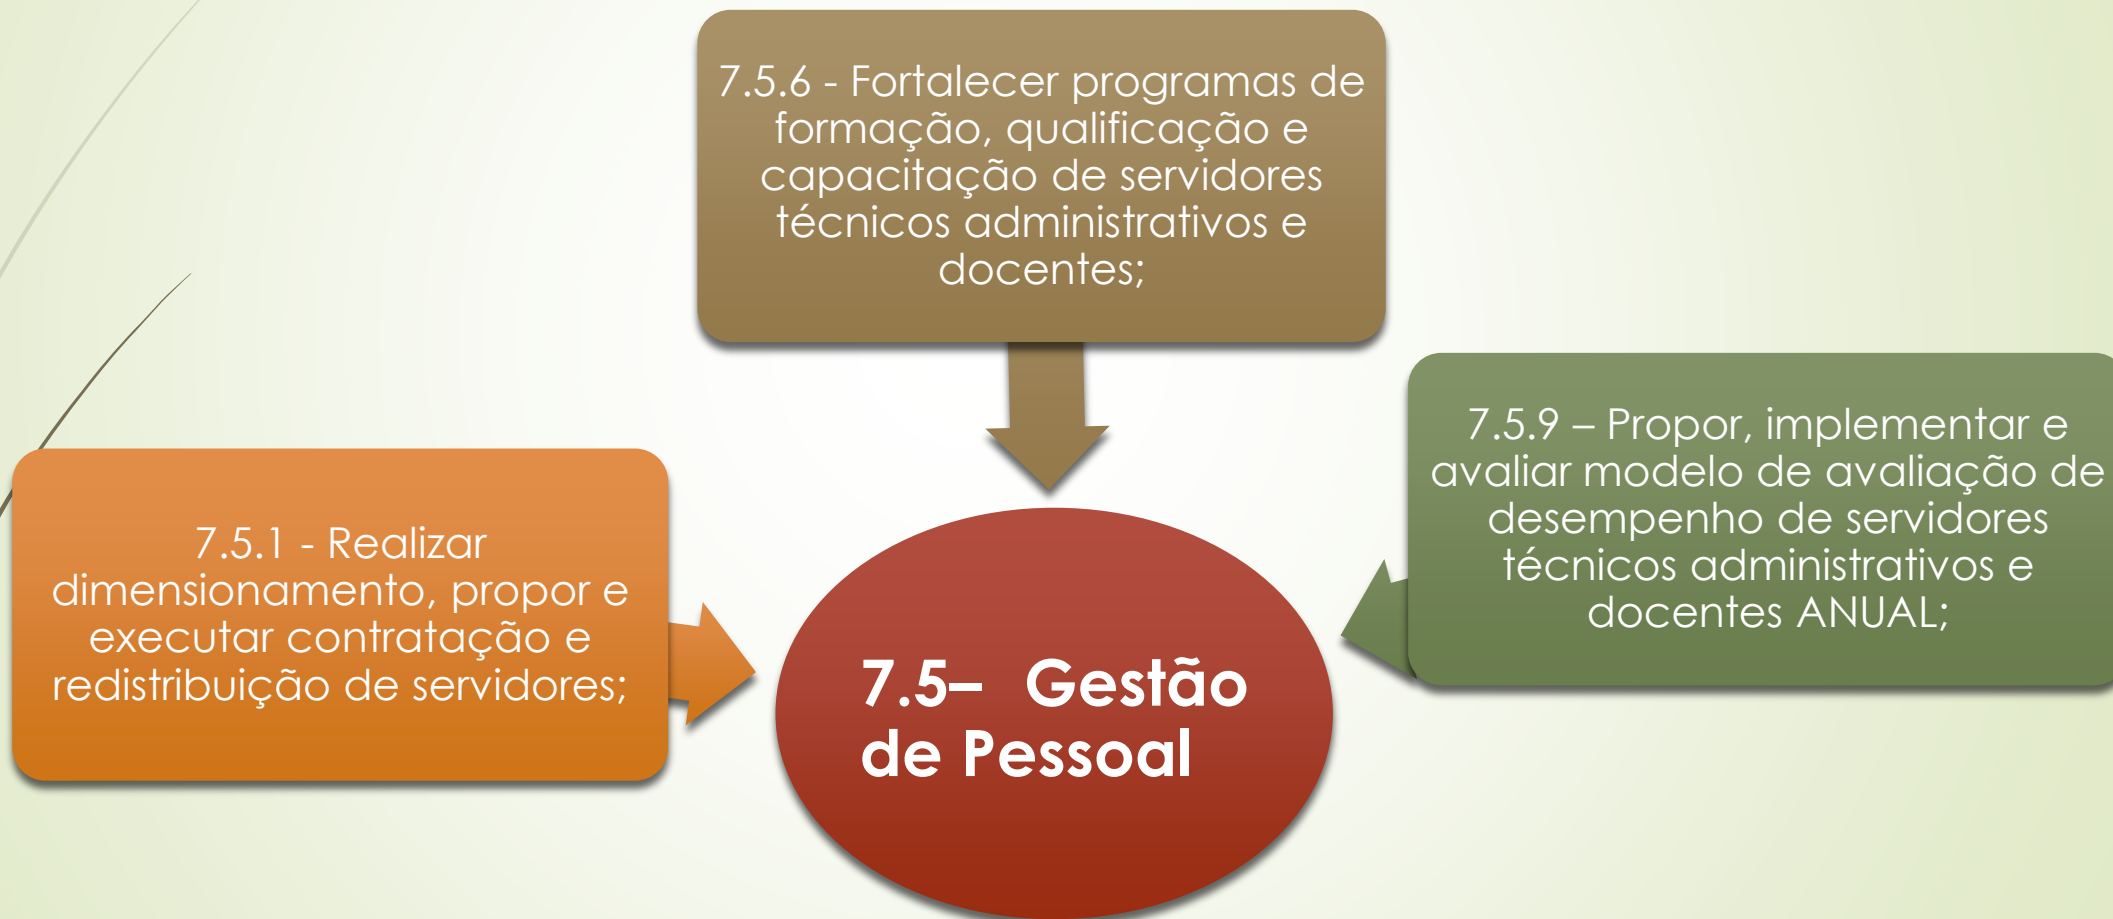 7.5.6 - Fortalecer programas de
formação, qualificação e
capacitação de servidores
técnicos administrativos e
docentes;
7.5.1 - Realizar
dimensionamento, propor e
executar contratação e
redistribuição de servidores;
7.5.9 – Propor, implementar e
avaliar modelo de avaliação de
desempenho de servidores
técnicos administrativos e
docentes ANUAL;
7.5– Gestão
de Pessoal